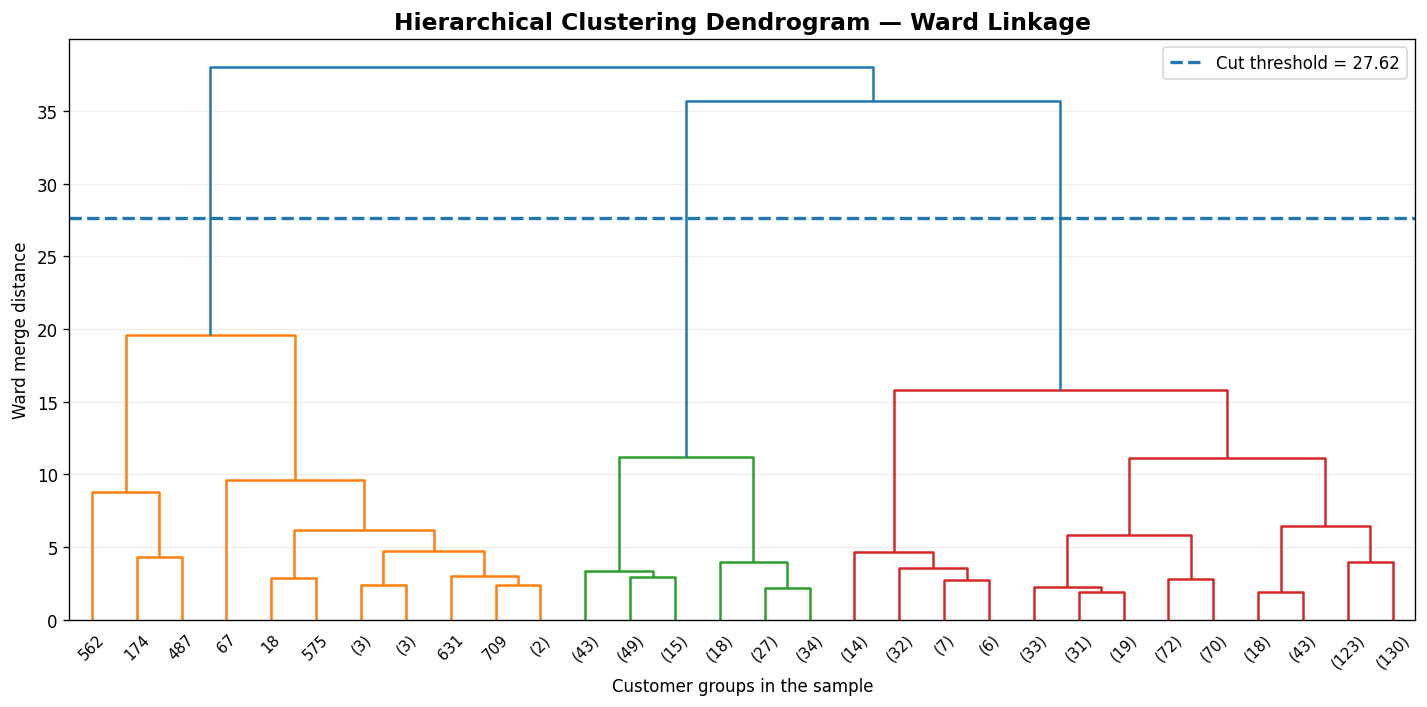 Hierarchical Clustering Dendrogram — Ward Linkage
Cut threshold = 27.62
Ward merge distance
35
30
25
20
15
10
5
0
562 174 487 67 18 575 (3) (3) 631 709 (2) (43) (49) (15) (18) (27) (34) (14) (32) (7) (6) (33) (31) (19) (72) (70) (18) (43) (123) (130)
Customer groups in the sample